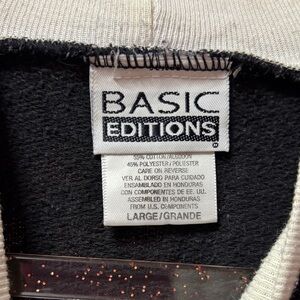 BASIC
EDITIONS
®
55% COTTON/ALGODON
45% POLYESTER/POLIESTER
CARE ON REVERSE
VER AL DORSO PARA CUIDADO
ENSAMBLADO EN HONDURAS
CON COMPONENTES DE EE. UU.
ASSEMBLED IN HONDURAS
FROM U.S. COMPONENTS
LARGE/GRANDE